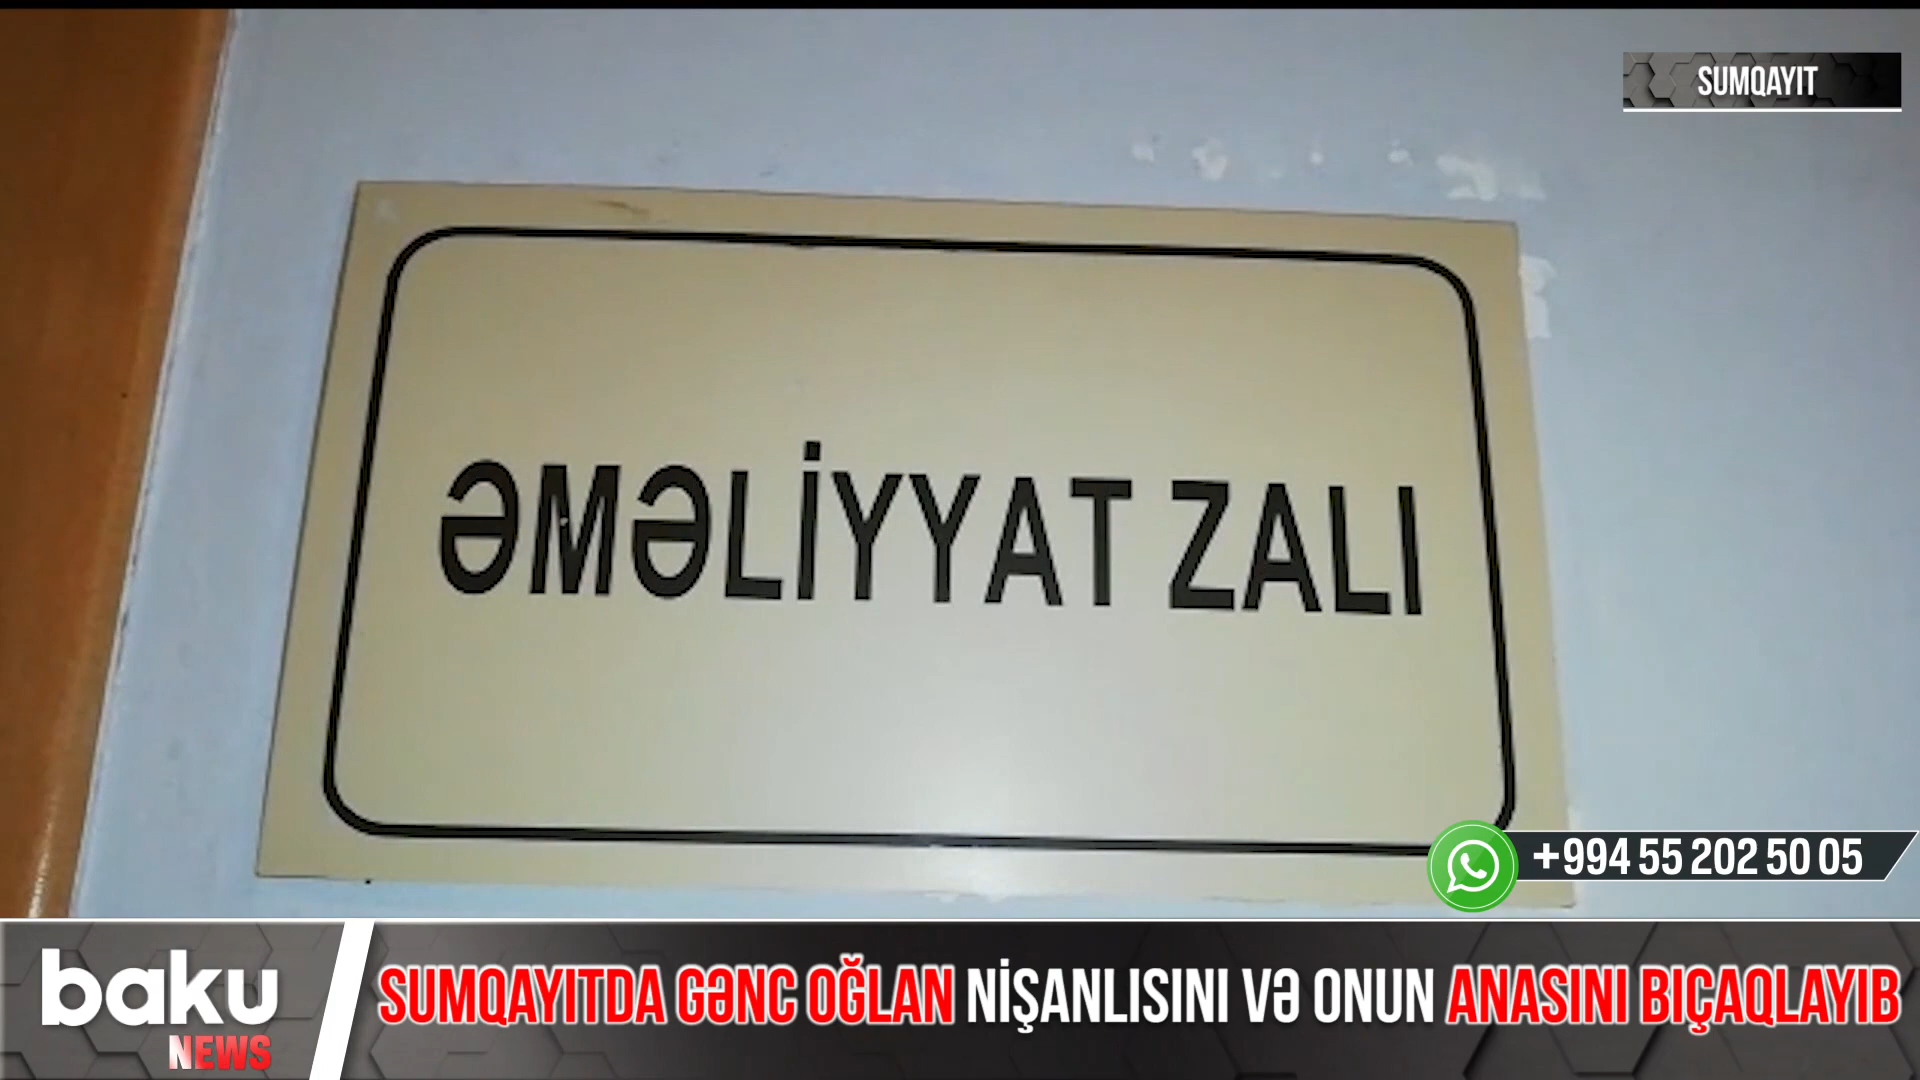 SUMQAYIT
ƏMƏLİYYAT ZALI
+994 55 202 50 05
baku
NEWS
SUMQAYITDA GƏNC OĞLAN NİŞANLISINI VƏ ONUN ANASINI BIÇAQLAYIB